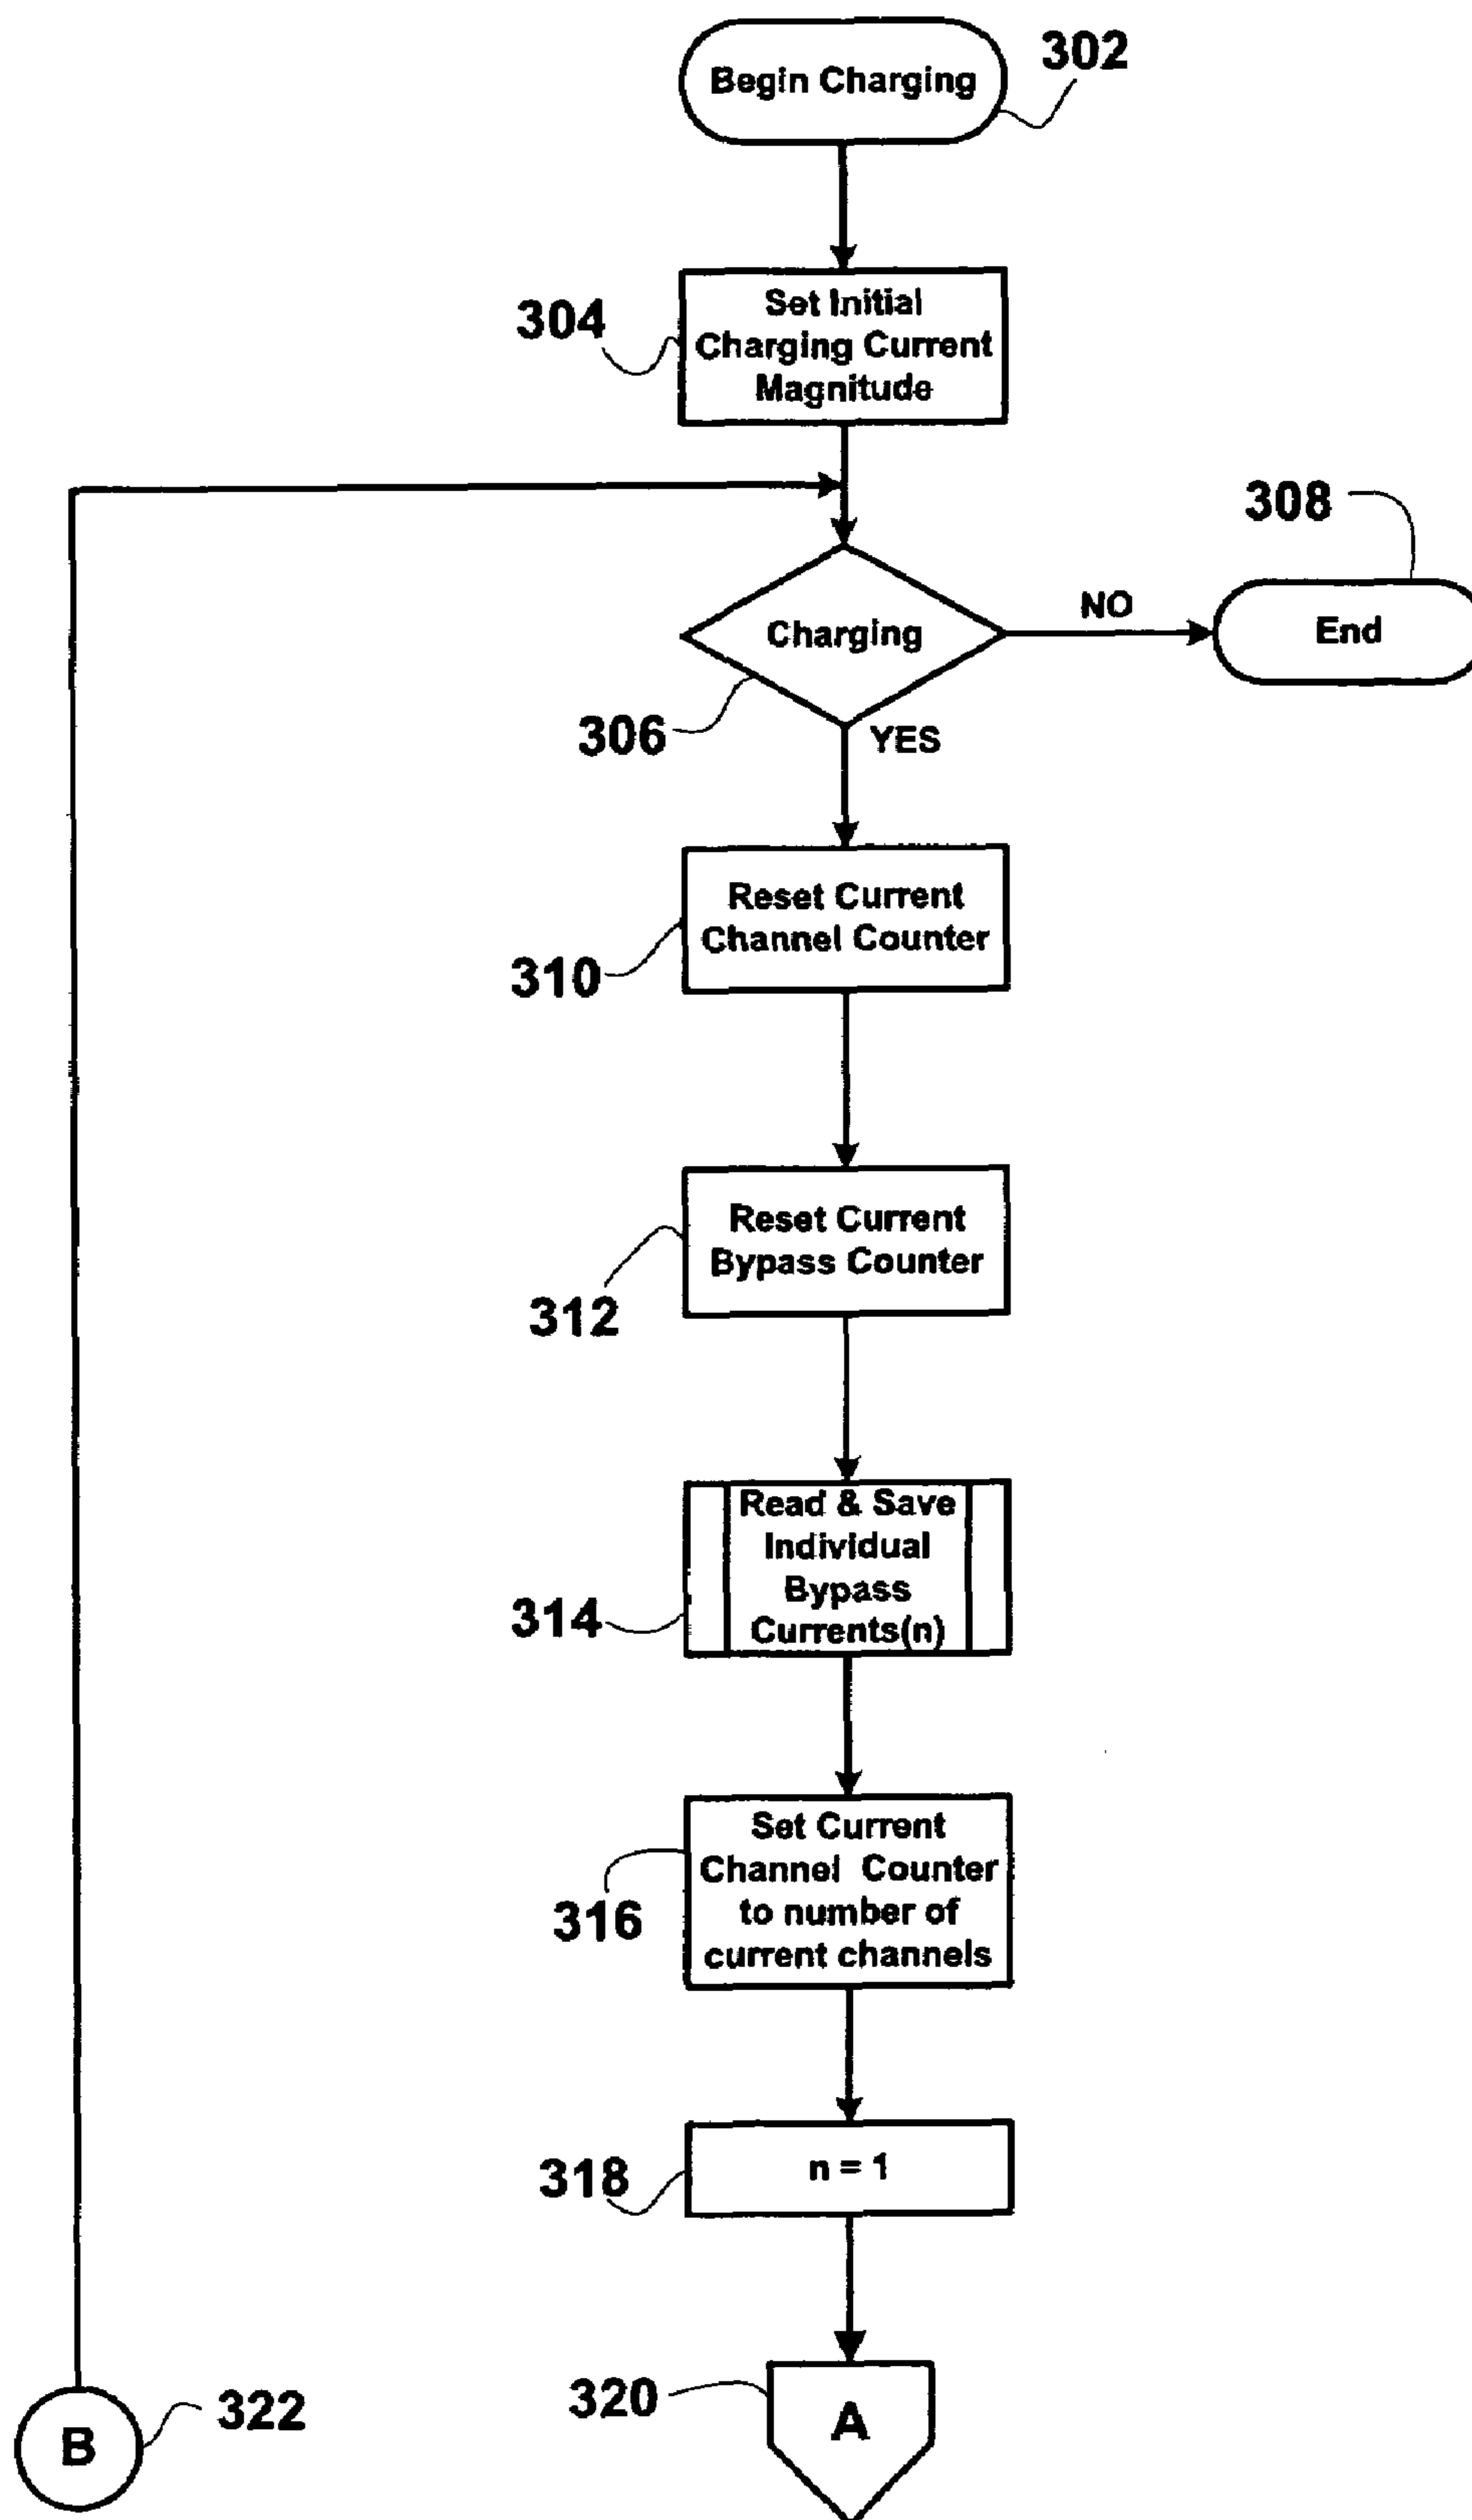 Begin Charging
302
304
Set Initial
Charging Current
Magnitude
308
Charging
NO
End
306
YES
310
Reset Current
Channel Counter
312
Reset Current
Bypass Counter
314
Read & Save
Individual
Bypass
Currents(n)
316
Set Current
Channel Counter
to number of
current channels
318
n = 1
320
A
B
322